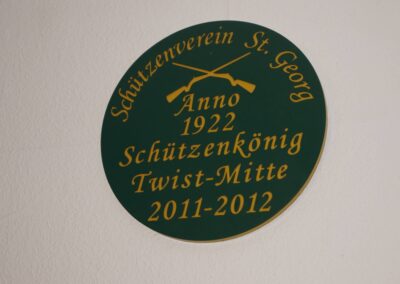 Schützenverein St. Georg
Anno
1922
Schützenkönig
Twist-Mitte
2011-2012